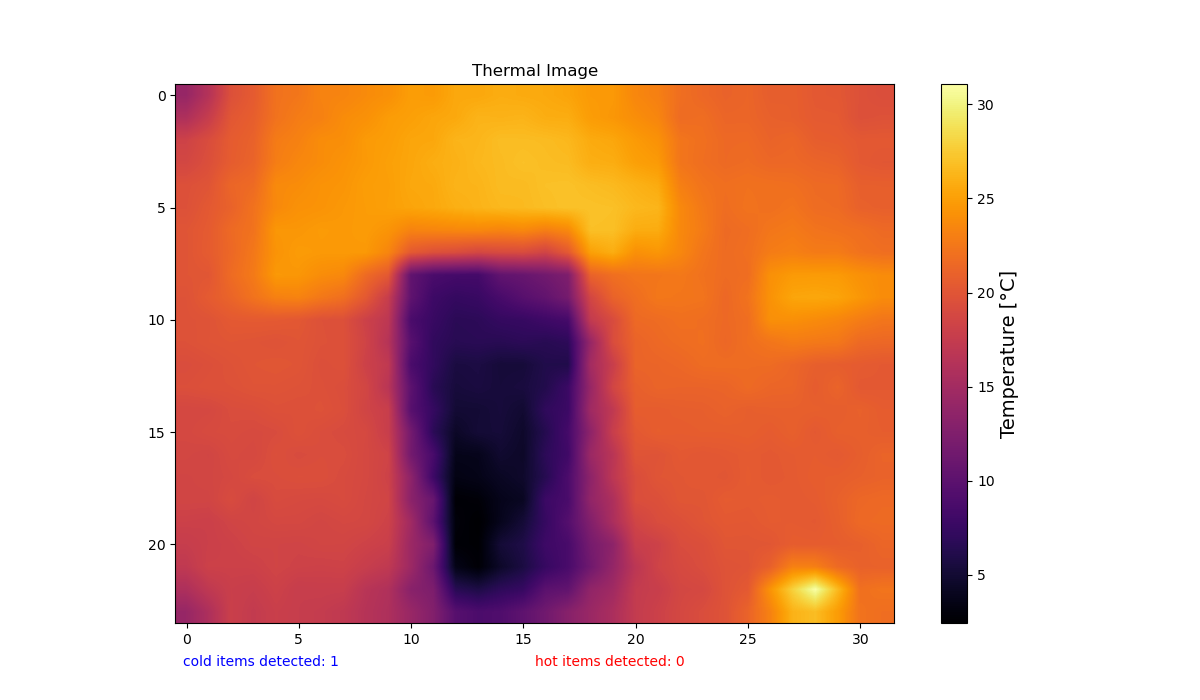 Thermal Image
0
5
10
15
20
0 5 10 15 20 25 30
30
25
20
15
10
5
Temperature [°C]
cold items detected: 1
hot items detected: 0